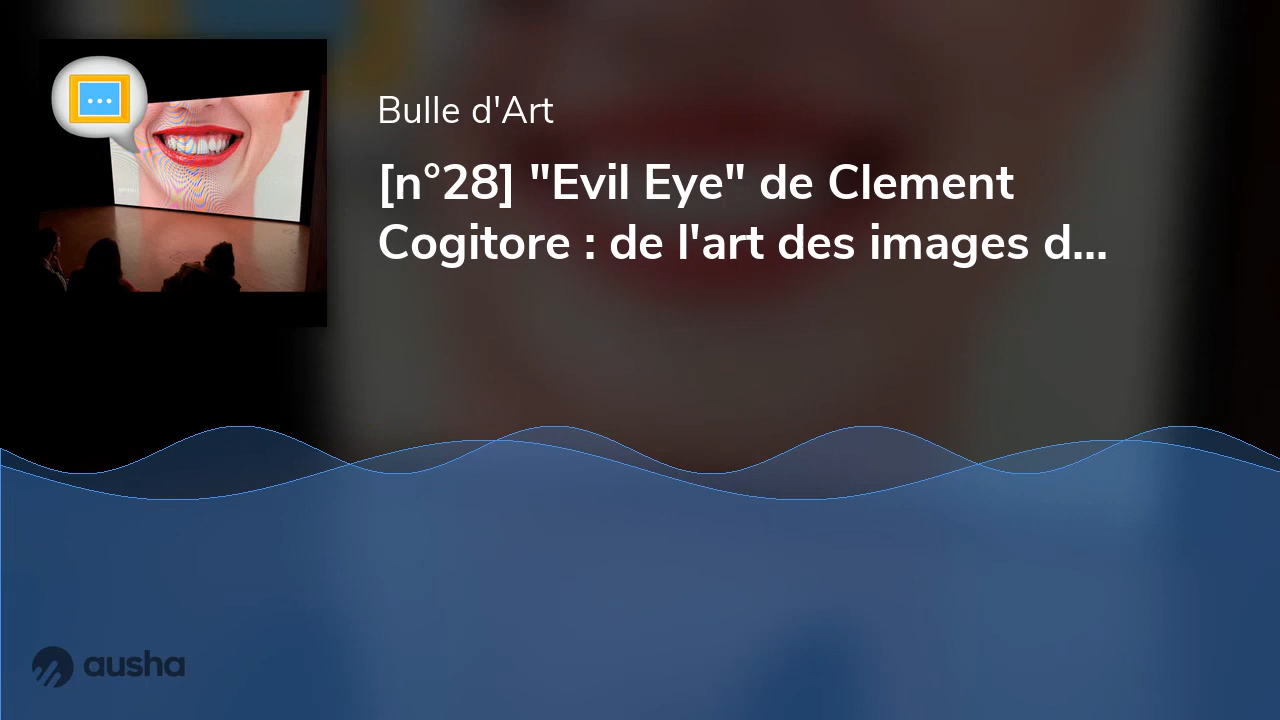 Bulle d'Art
[n°28] "Evil Eye" de Clement
Cogitore : de l'art des images d...
ausha